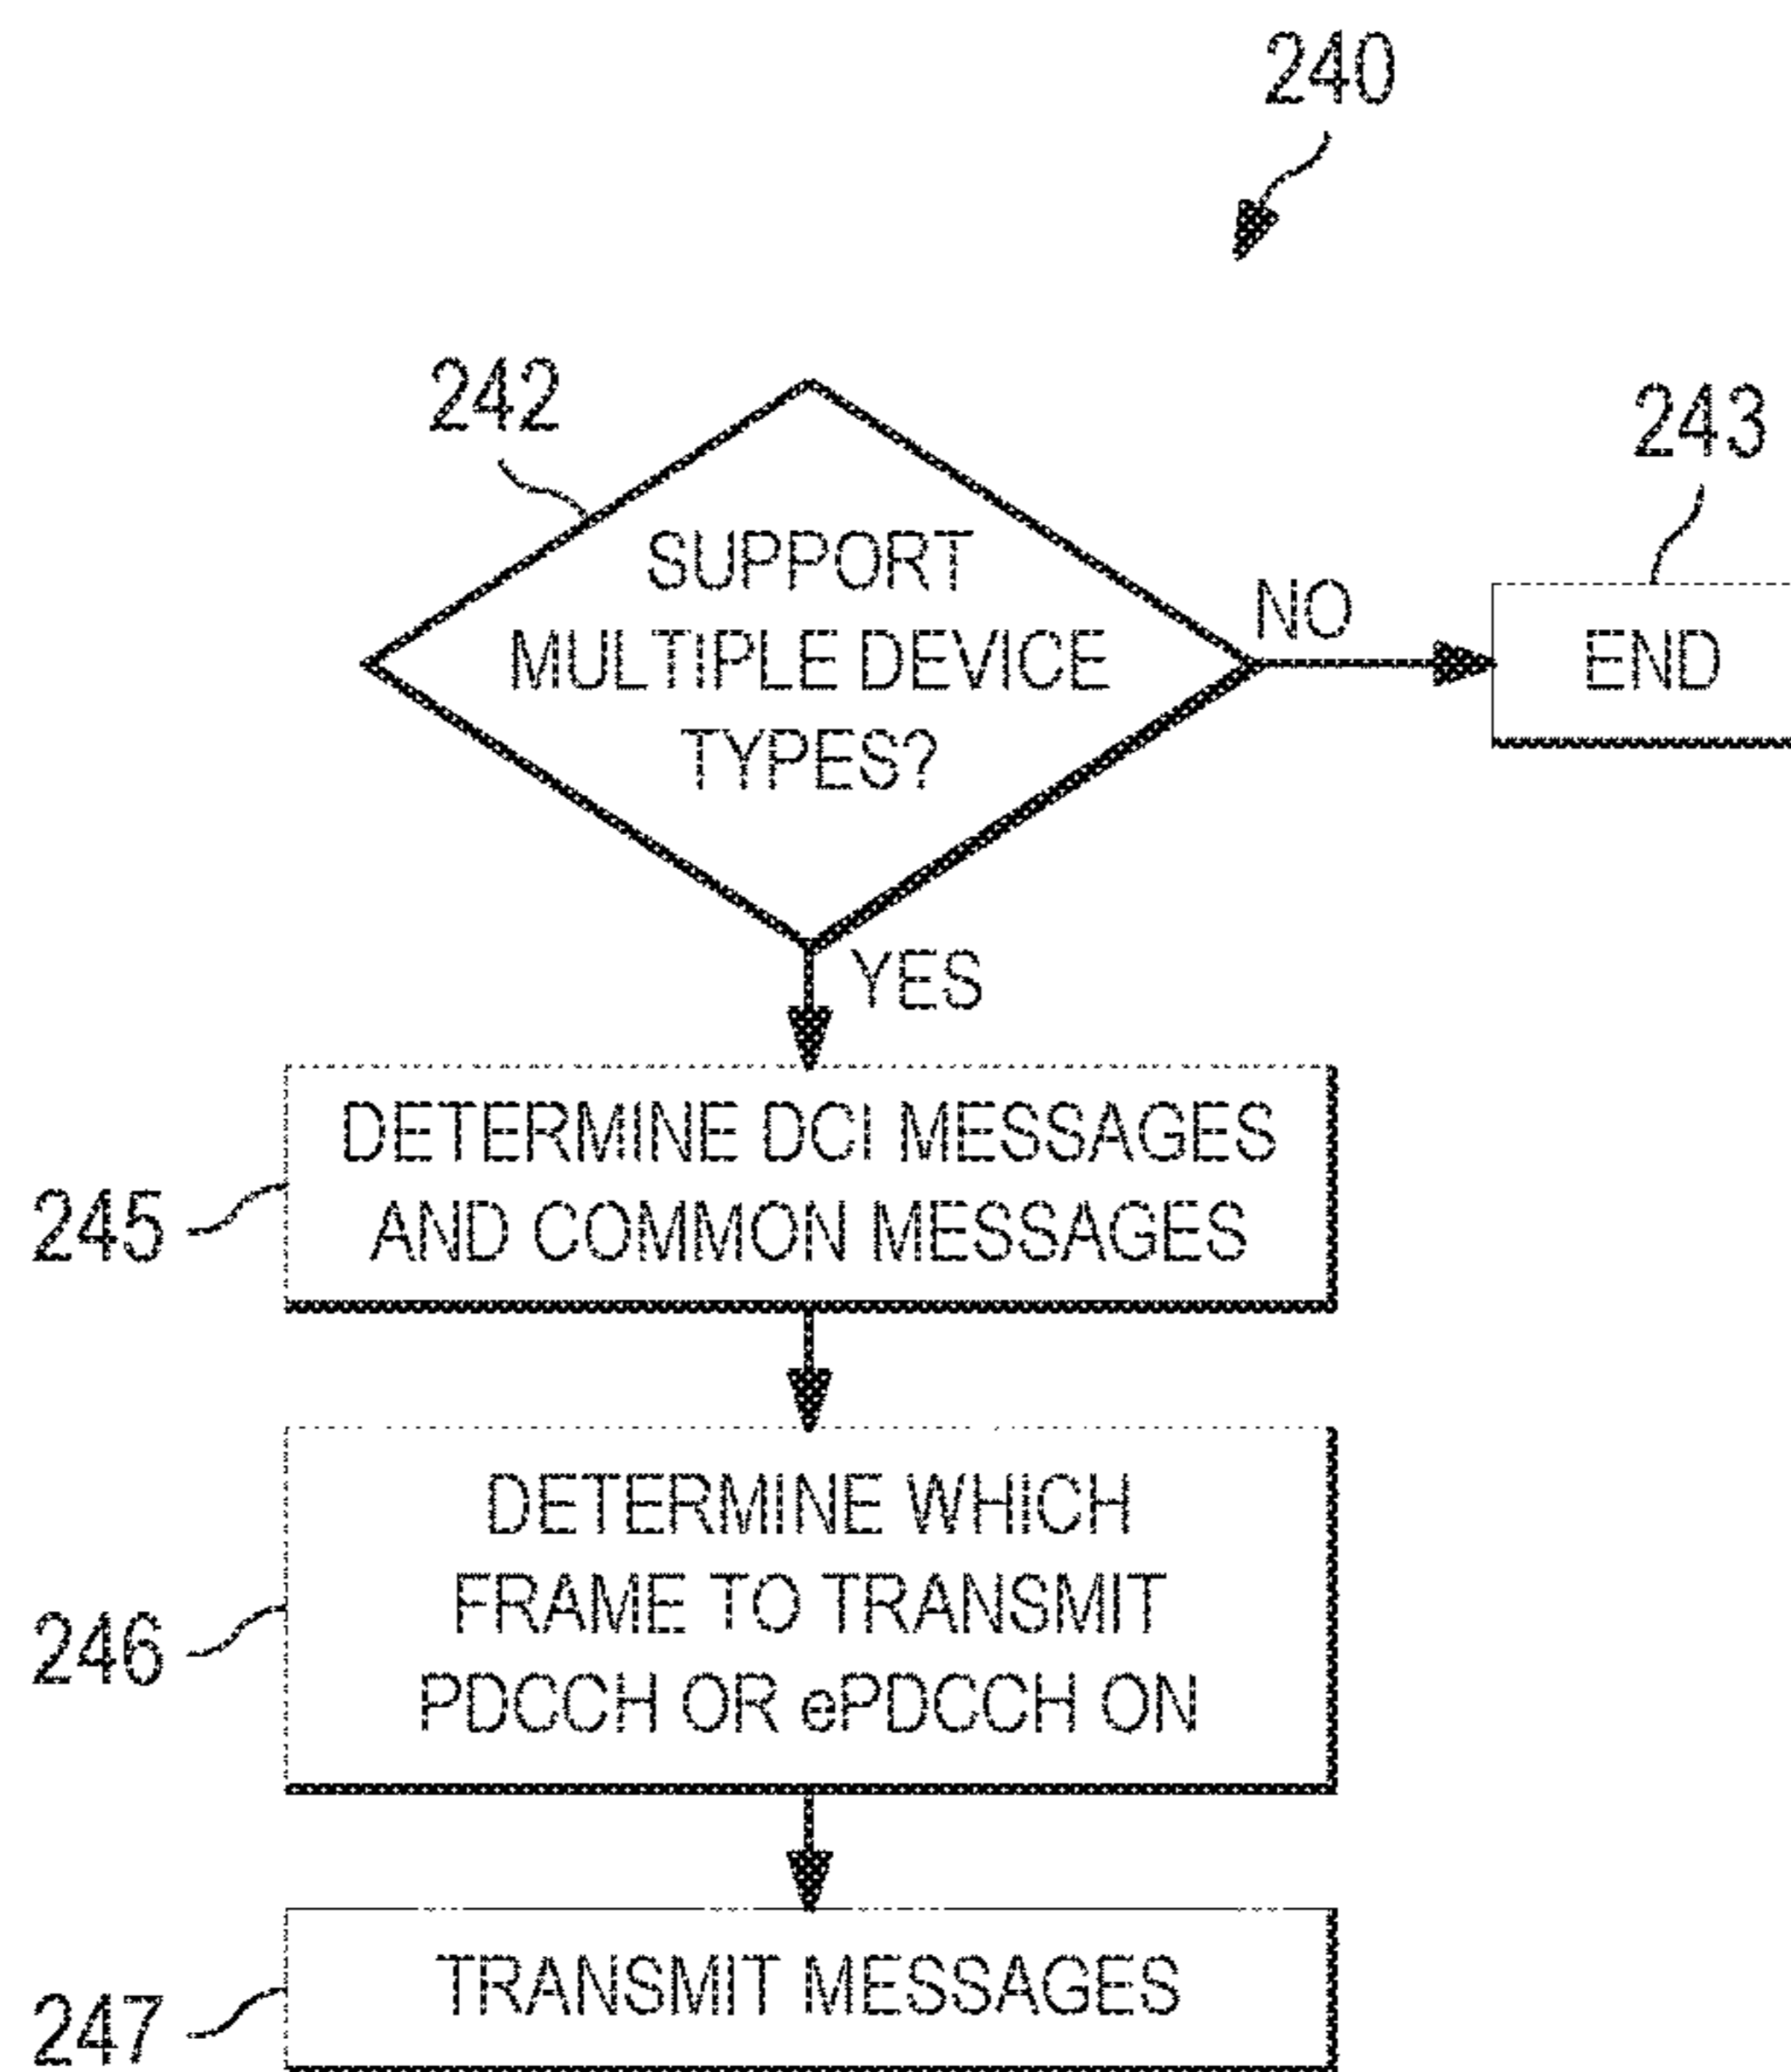 240
242
SUPPORT
MULTIPLE DEVICE
TYPES?
NO
243
END
YES
245
DETERMINE DCI MESSAGES
AND COMMON MESSAGES
246
DETERMINE WHICH
FRAME TO TRANSMIT
PDCCH OR ePDCCH ON
247
TRANSMIT MESSAGES